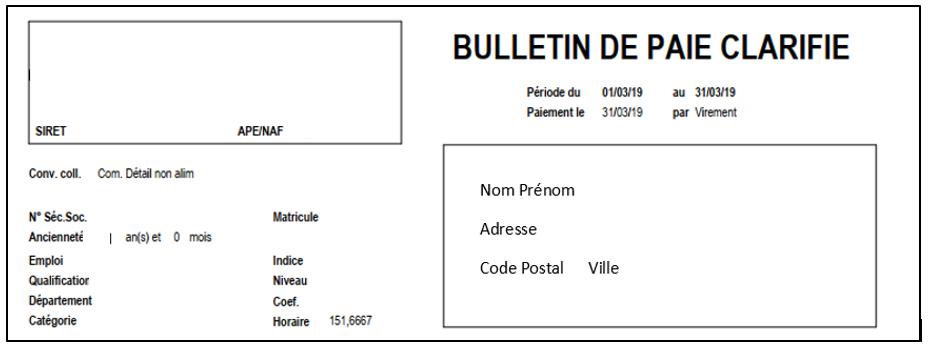 BULLETIN DE PAIE CLARIFIE
Période du 01/03/19 au 31/03/19
Paiement le 31/03/19 par Virement
SIRET APE/NAF
Conv. coll. Com. Détail non alim
Nom Prénom
Adresse
Code Postal Ville
N° Séc.Soc. Matricule
Ancienneté an(s) et 0 mois
Emploi Indice
Qualification Niveau
Département Coef.
Catégorie Horaire 151,6667